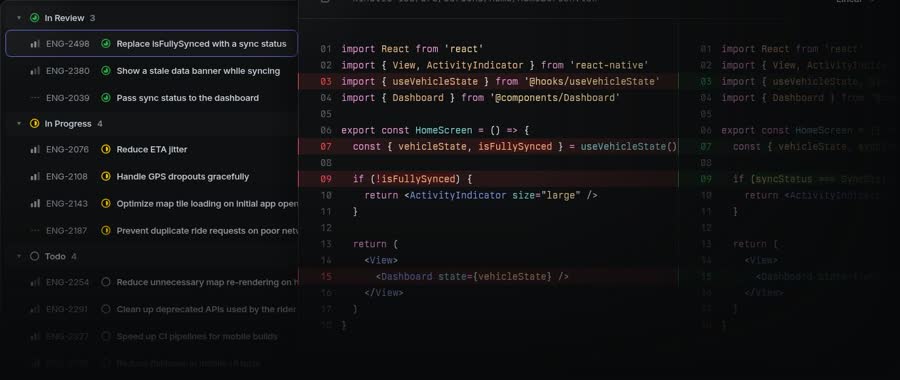 In Review 3
ENG-2498 Replace isFullySynced with a sync status
ENG-2380 Show a stale data banner while syncing
ENG-2039 Pass sync status to the dashboard
In Progress 4
ENG-2076 Reduce ETA jitter
ENG-2108 Handle GPS dropouts gracefully
ENG-2143 Optimize map tile loading on initial app open
ENG-2187 Prevent duplicate ride requests on poor netw
Todo 4
ENG-2254 Reduce unnecessary map re-rendering on
ENG-2291 Clean up deprecated APIs used by the rider
ENG-2327 Speed up CI pipelines for mobile builds
01 import React from 'react'
02 import { View, ActivityIndicator } from 'react-native'
03 import { useVehicleState } from '@hooks/useVehicleState'
04 import { Dashboard } from '@components/Dashboard'
05
06 export const HomeScreen = () => {
07 const { vehicleState, isFullySynced } = useVehicleState()
08
09 if (!isFullySynced) {
10 return <ActivityIndicator size="large" />
11 }
12
13 return (
14 <View>
15 <Dashboard state={vehicleState} />
16 </View>
17 )
18 }
01 import React from 'react'
02 import { View, ActivityIndicator
03 import { useVehicleState
04 import { Dashboard } from
05
06 export const HomeScreen = ()
07 const { vehicleState,
08
09 if (syncStatus ===
10 return <ActivityIndicator
11 }
12
13 return (
14 <View>
15 <Dashboard
16 </View>
17 )
18 }